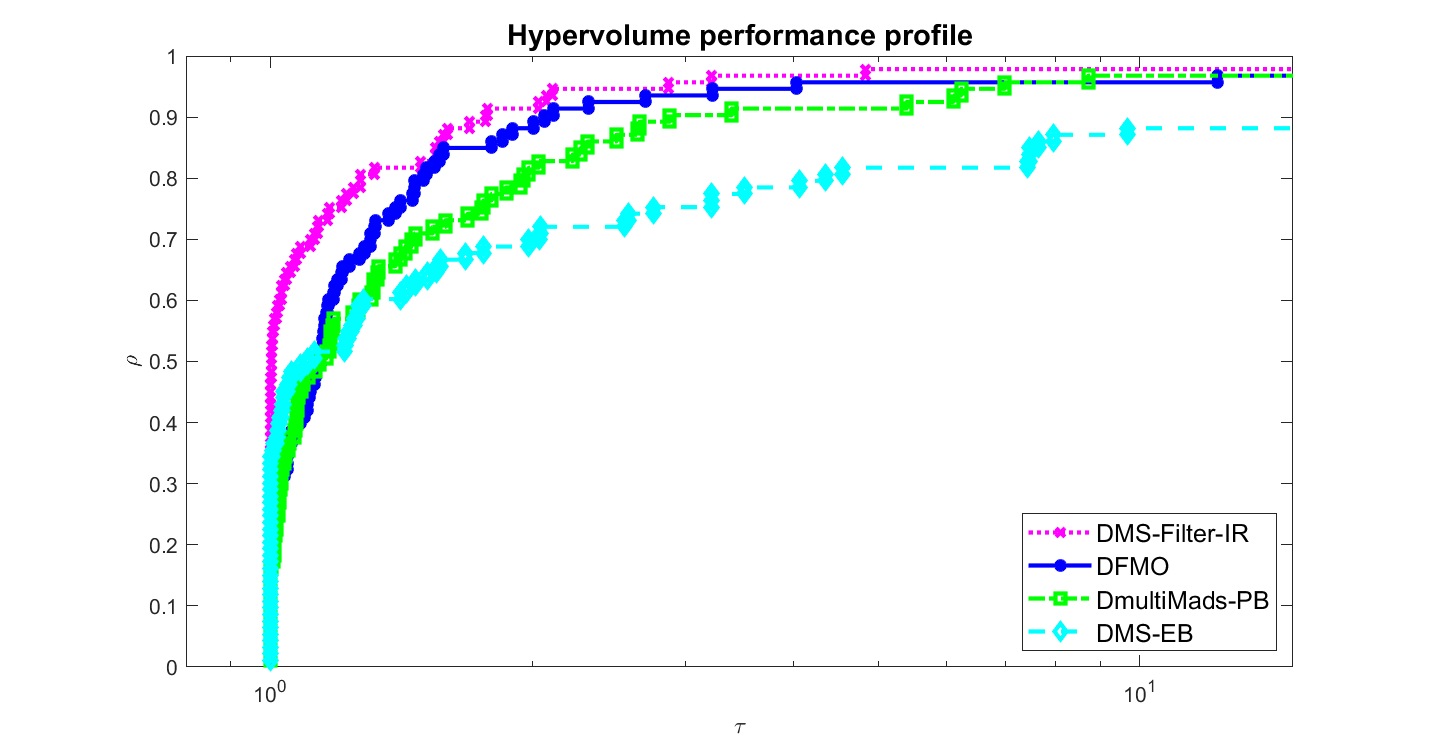 Hypervolume performance profile
1
0.9
0.8
0.7
0.6
0.5
0.4
0.3
0.2
0.1
0
ρ
10^0
10^1
τ
DMS-Filter-IR
DFMO
DmultiMads-PB
DMS-EB